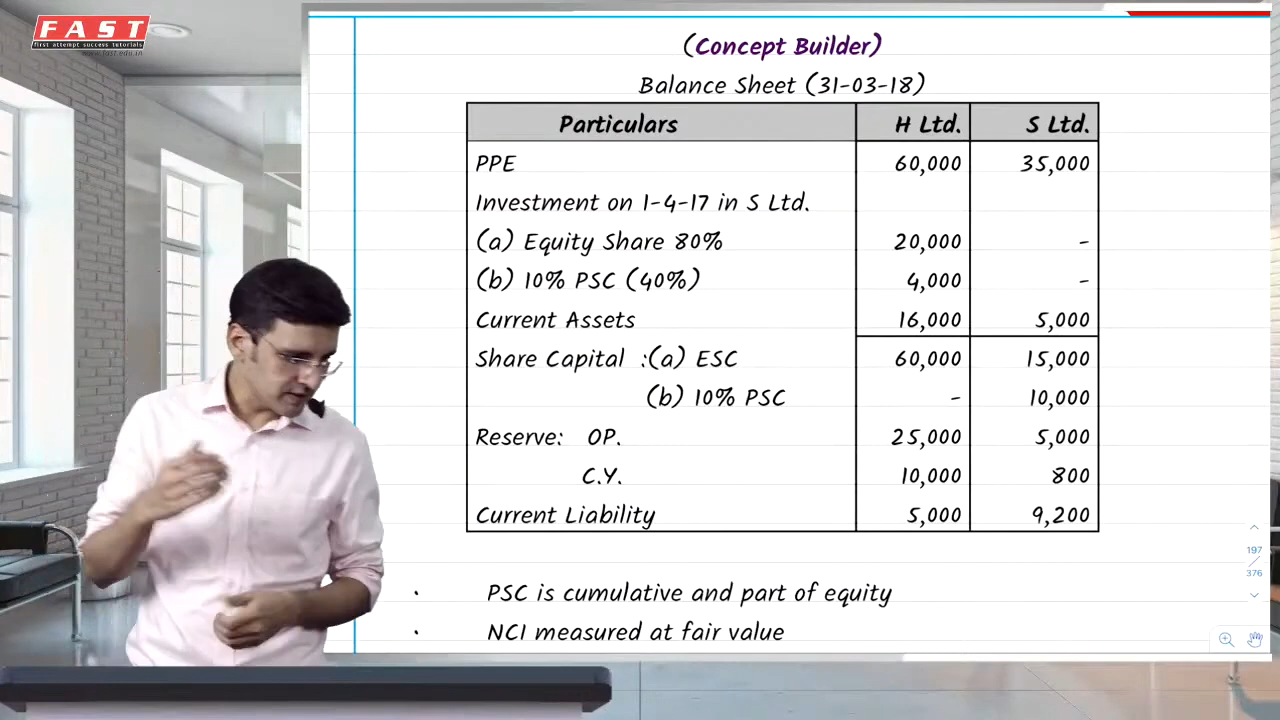 FAST
first attempt success tutorials
www.fast.edu.in
(Concept Builder)
Balance Sheet (31-03-18)
Particulars H Ltd. S Ltd.
PPE 60,000 35,000
Investment on 1-4-17 in S Ltd.
(a) Equity Share 80% 20,000 -
(b) 10% PSC (40%) 4,000 -
Current Assets 16,000 5,000
Share Capital :(a) ESC 60,000 15,000
(b) 10% PSC - 10,000
Reserve: OP. 25,000 5,000
C.Y. 10,000 800
Current Liability 5,000 9,200
· PSC is cumulative and part of equity
· NCI measured at fair value
197
/
376